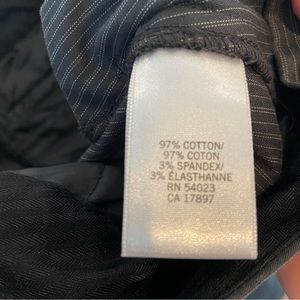 97% COTTON/
97% COTON
3% SPANDEX/
3% ÉLASTHANNE
RN 54023
CA 17897